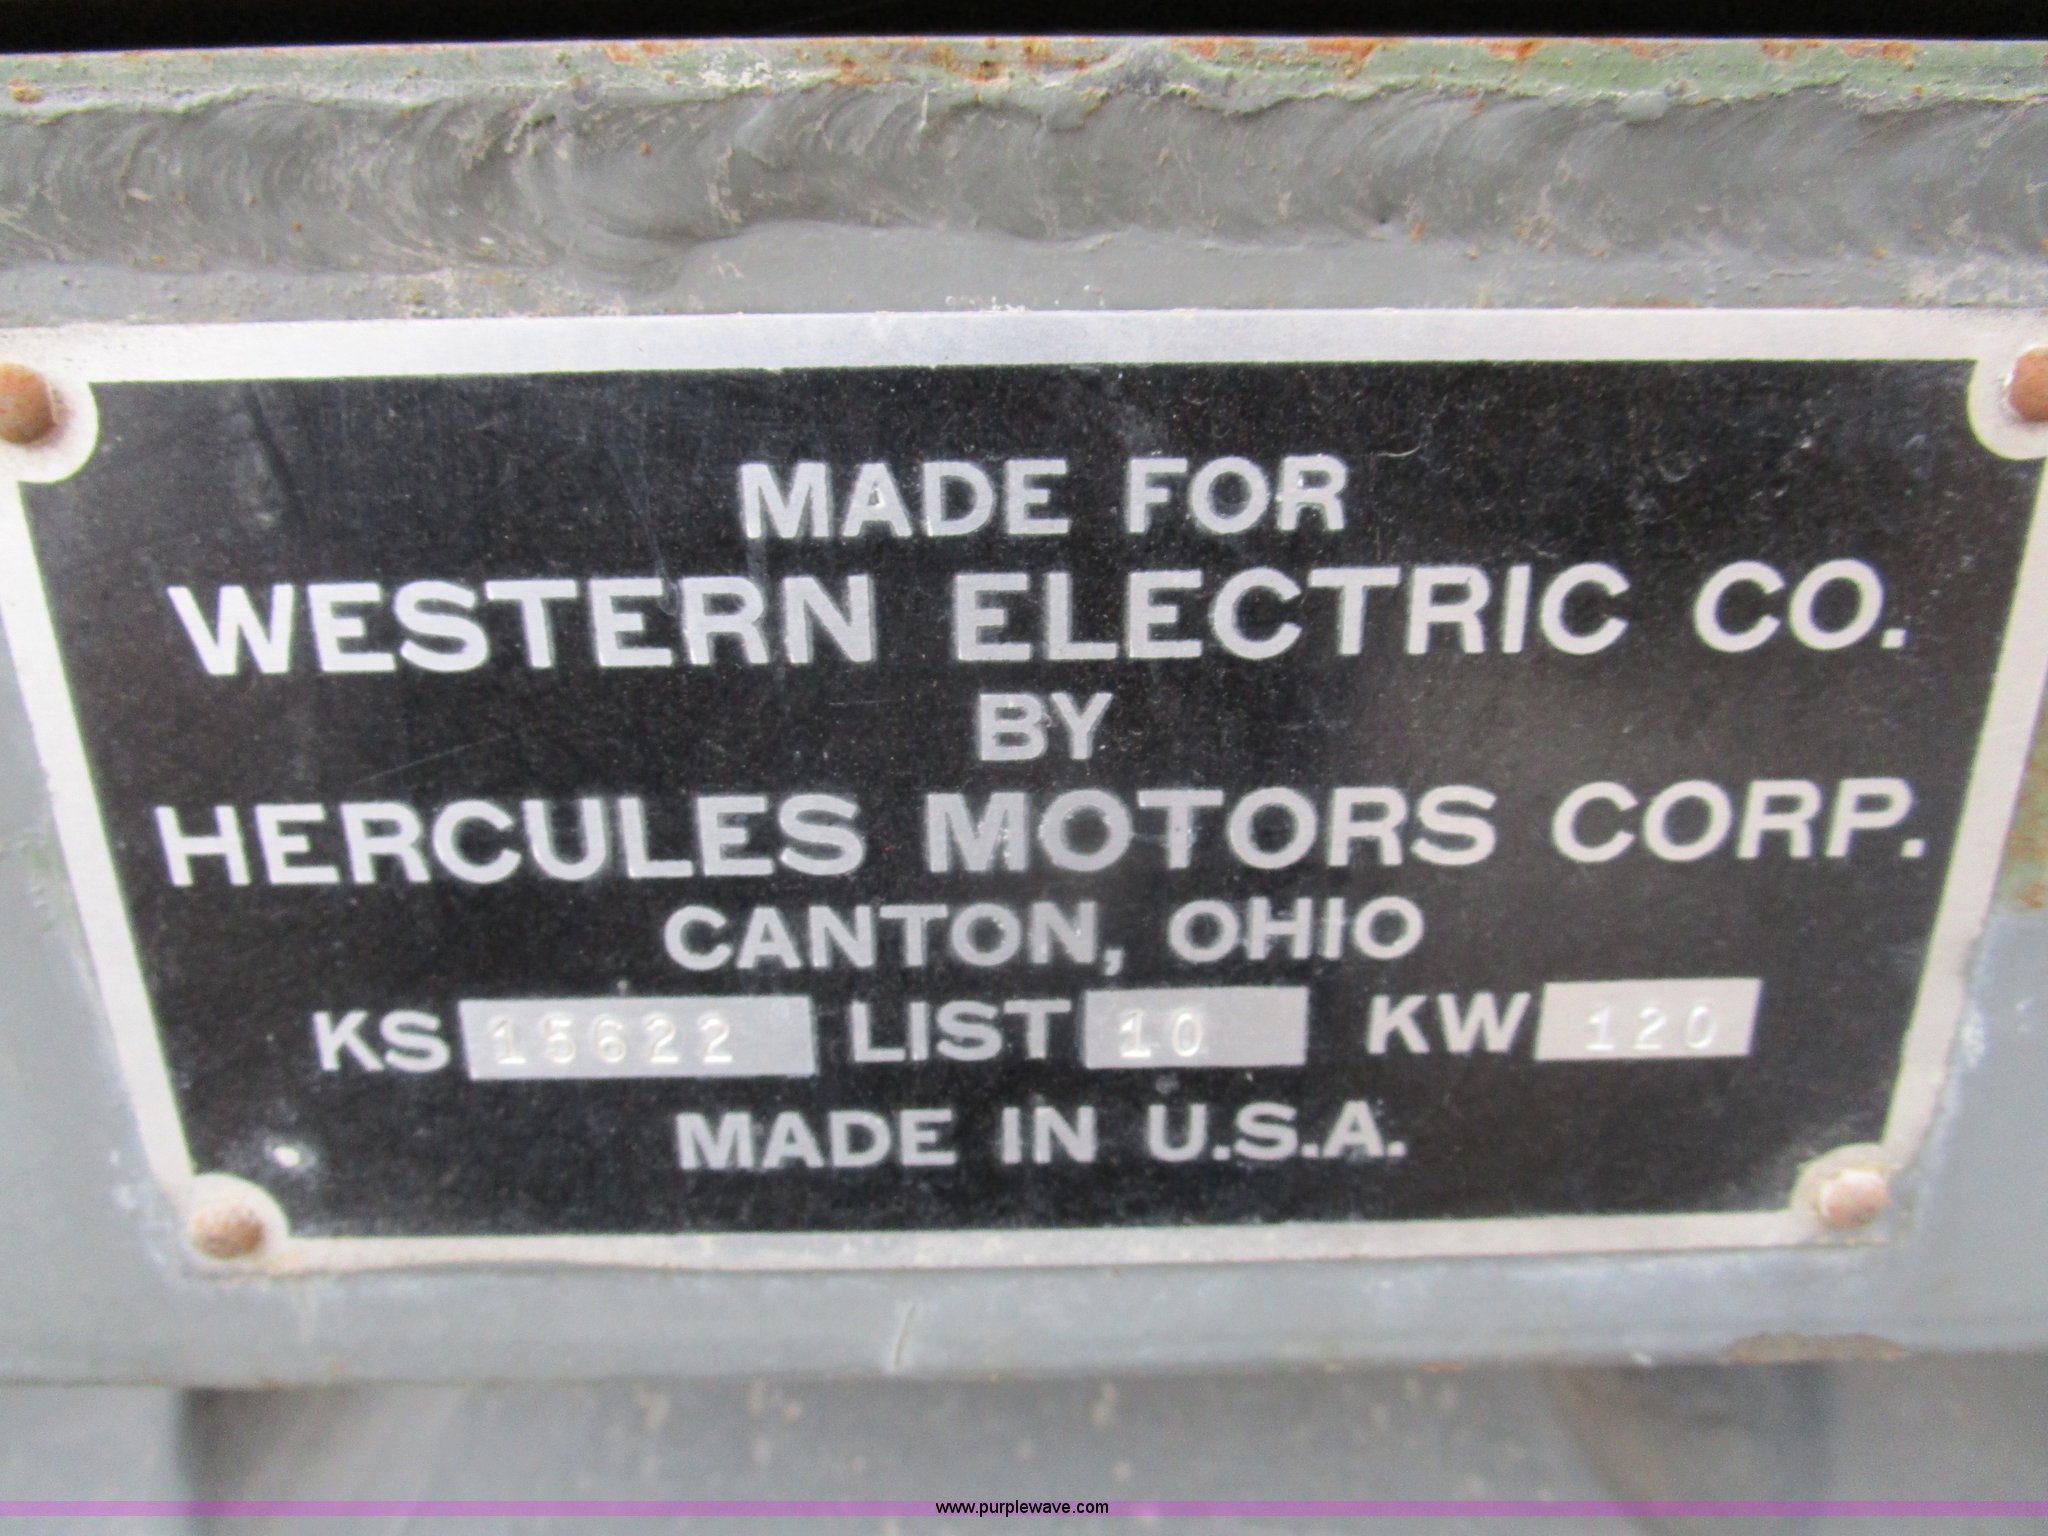 MADE FOR
WESTERN ELECTRIC CO.
BY
HERCULES MOTORS CORP.
CANTON, OHIO
KS 15622 LIST 10 KW 120
MADE IN U.S.A.
www.purplewave.com